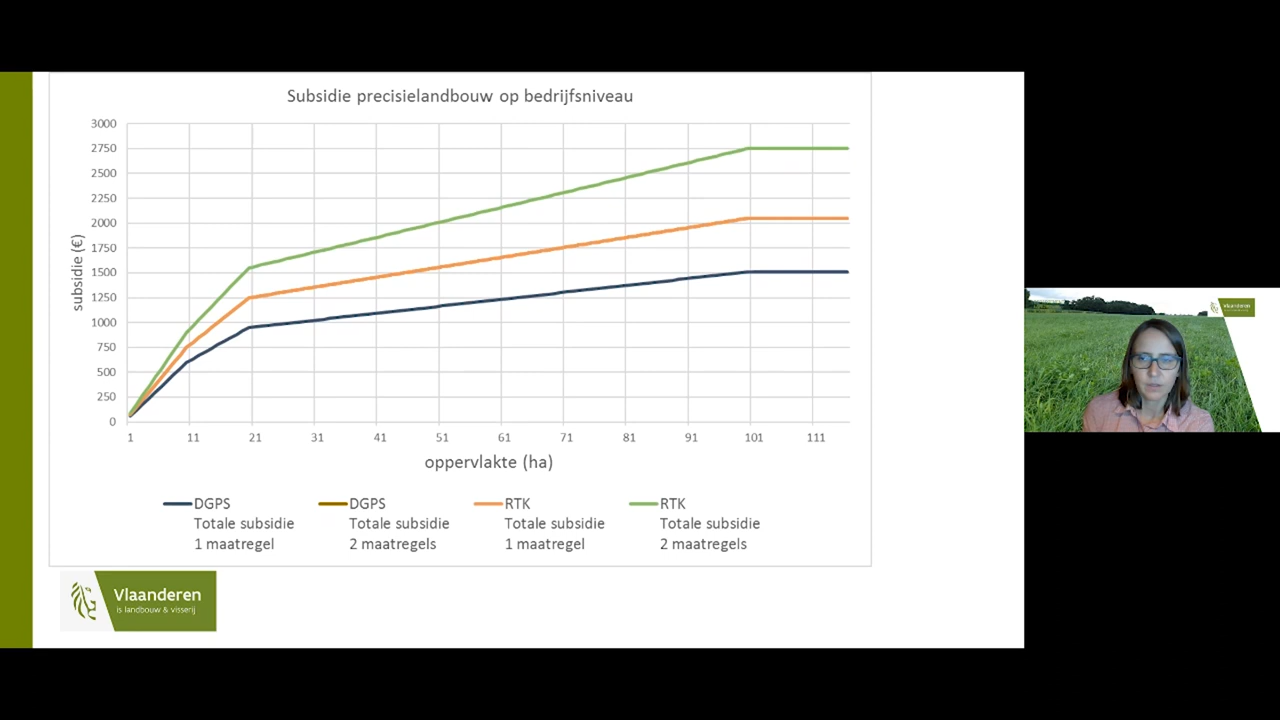 Subsidie precisielandbouw op bedrijfsniveau
3000
2750
2500
2250
2000
1750
1500
1250
1000
750
500
250
0
subsidie (€)
1 11 21 31 41 51 61 71 81 91 101 111
oppervlakte (ha)
DGPS
Totale subsidie
1 maatregel
DGPS
Totale subsidie
2 maatregels
RTK
Totale subsidie
1 maatregel
RTK
Totale subsidie
2 maatregels
Vlaanderen
is landbouw & visserij
Vlaanderen